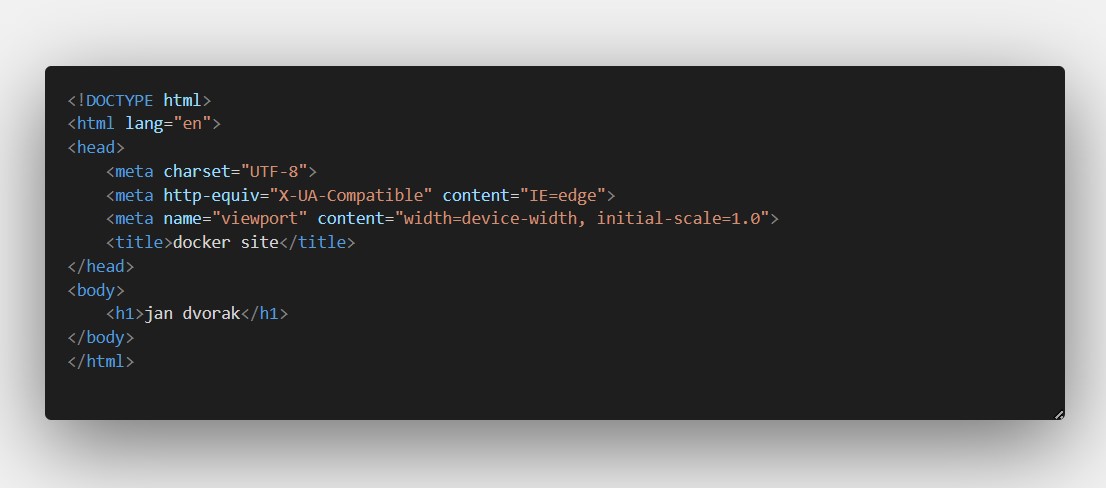 <!DOCTYPE html>
<html lang="en">
<head>
    <meta charset="UTF-8">
    <meta http-equiv="X-UA-Compatible" content="IE=edge">
    <meta name="viewport" content="width=device-width, initial-scale=1.0">
    <title>docker site</title>
</head>
<body>
    <h1>jan dvorak</h1>
</body>
</html>